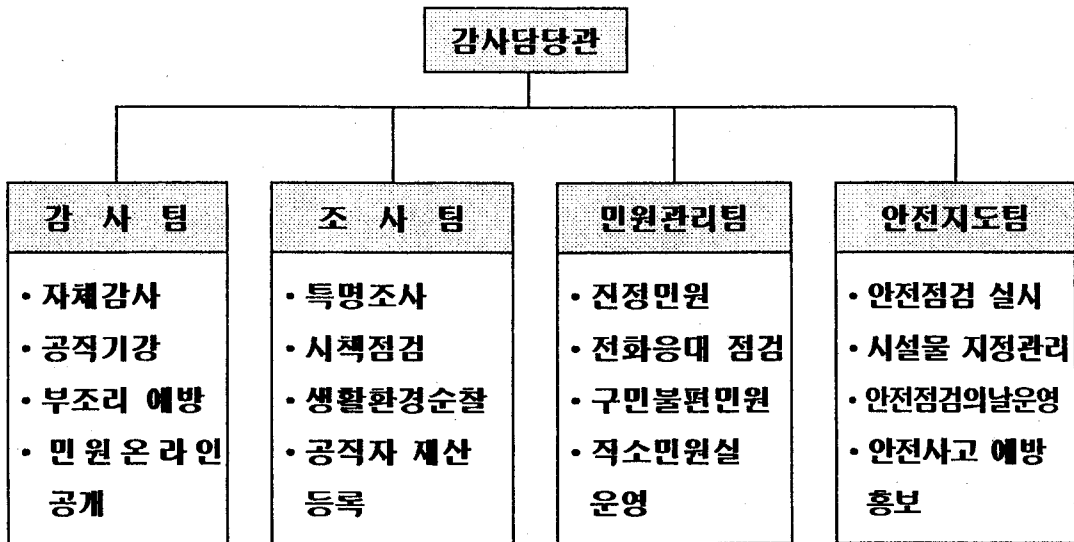 감사담당관
감 사 팀
• 자체감사
• 공직기강
• 부조리 예방
• 민원온라인
공개
조 사 팀
• 특명조사
• 시책점검
• 생활환경순찰
• 공직자 재산
등록
민원관리팀
• 진정민원
• 전화응대 점검
• 구민불편민원
• 직소민원실
운영
안전지도팀
• 안전점검 실시
• 시설물 지정관리
• 안전점검의날운영
• 안전사고 예방
홍보